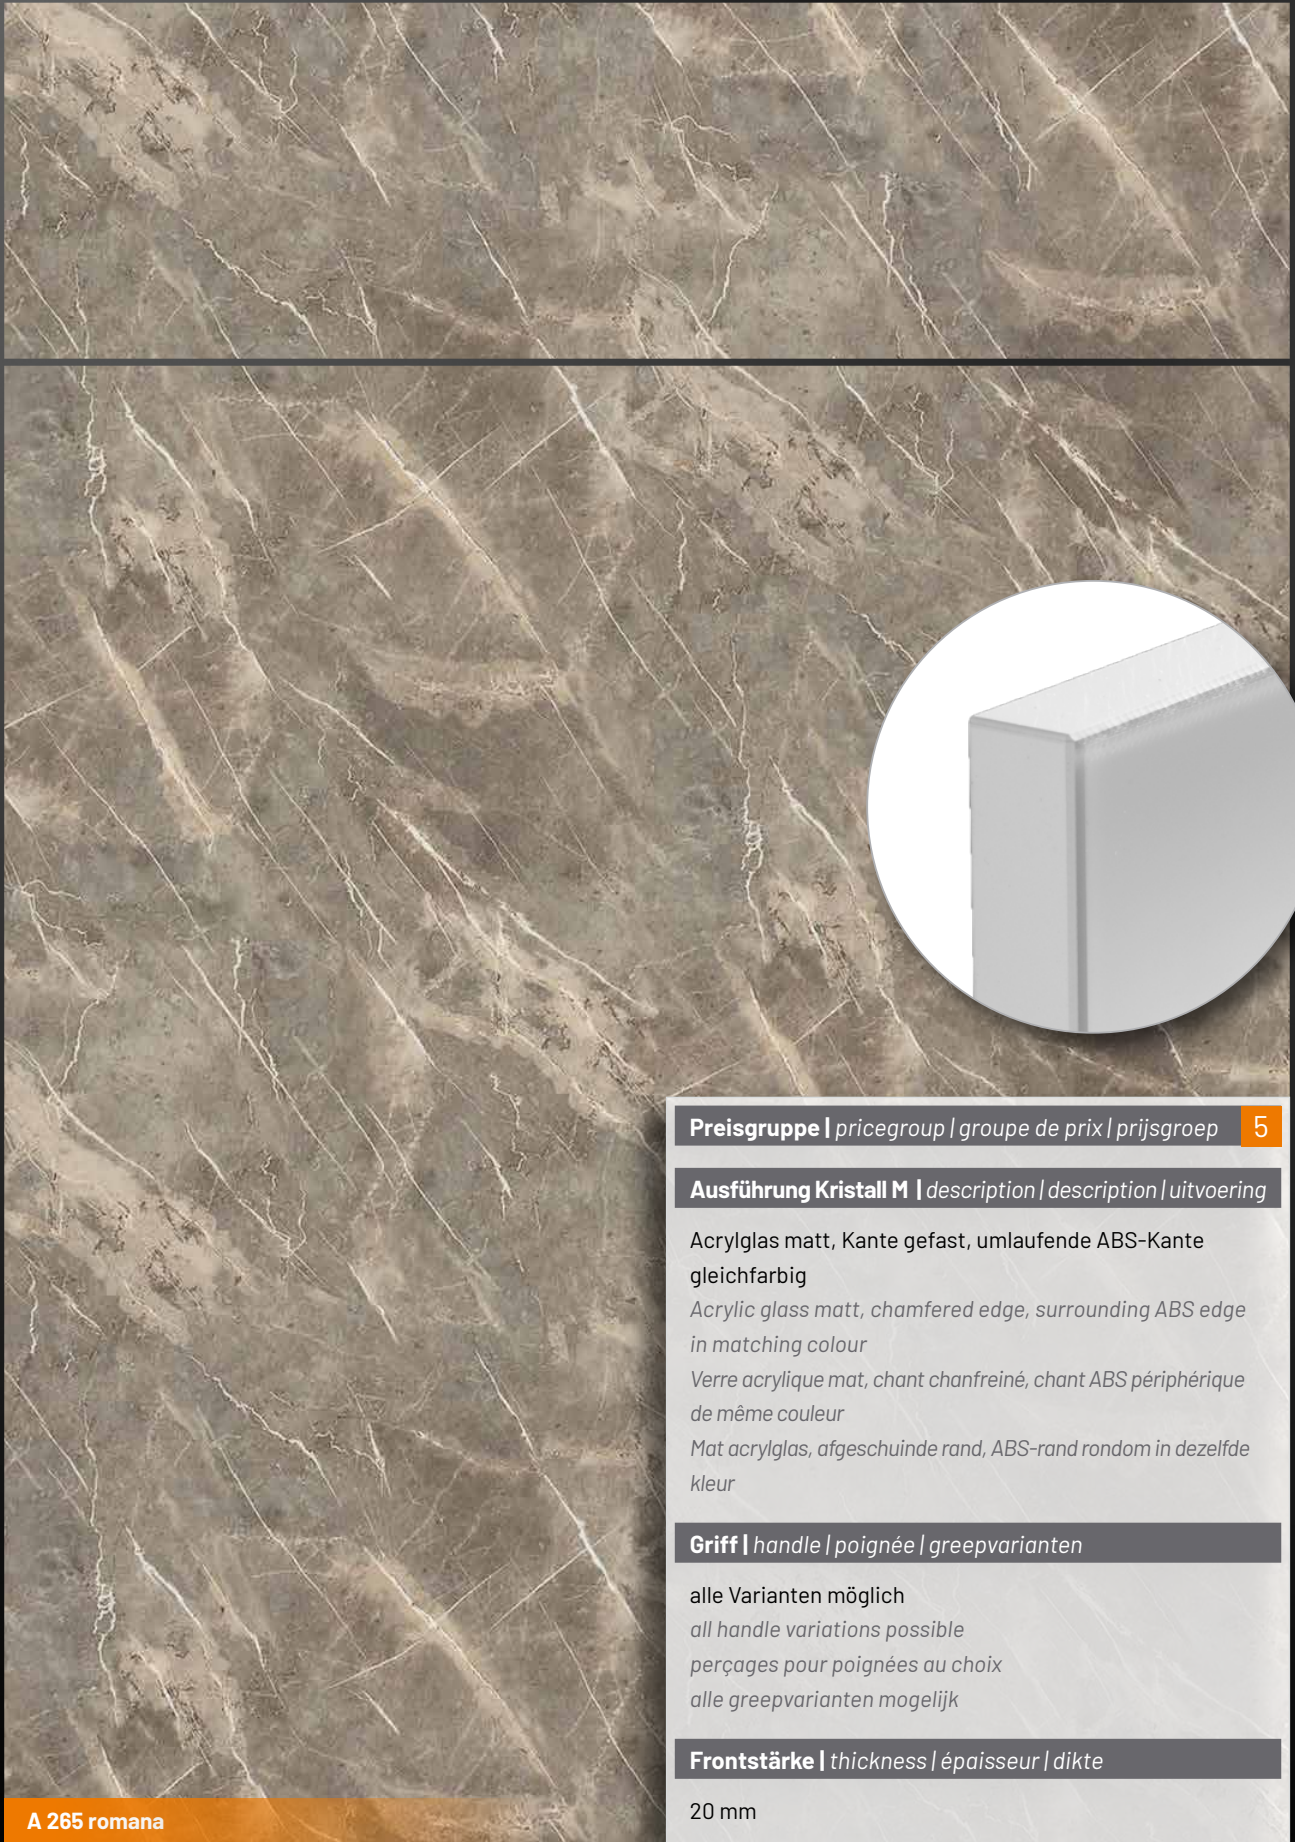 Preisgruppe | pricegroup | groupe de prix | prijsgroep 5
Ausführung Kristall M | description | description | uitvoering
Acrylglas matt, Kante gefast, umlaufende ABS-Kante
gleichfarbig
Acrylic glass matt, chamfered edge, surrounding ABS edge
in matching colour
Verre acrylique mat, chant chanfreiné, chant ABS périphérique
de même couleur
Mat acrylglas, afgeschuinde rand, ABS-rand rondom in dezelfde
kleur
Griff | handle | poignée | greepvarianten
alle Varianten möglich
all handle variations possible
perçages pour poignées au choix
alle greepvarianten mogelijk
Frontstärke | thickness | épaisseur | dikte
20 mm
A 265 romana